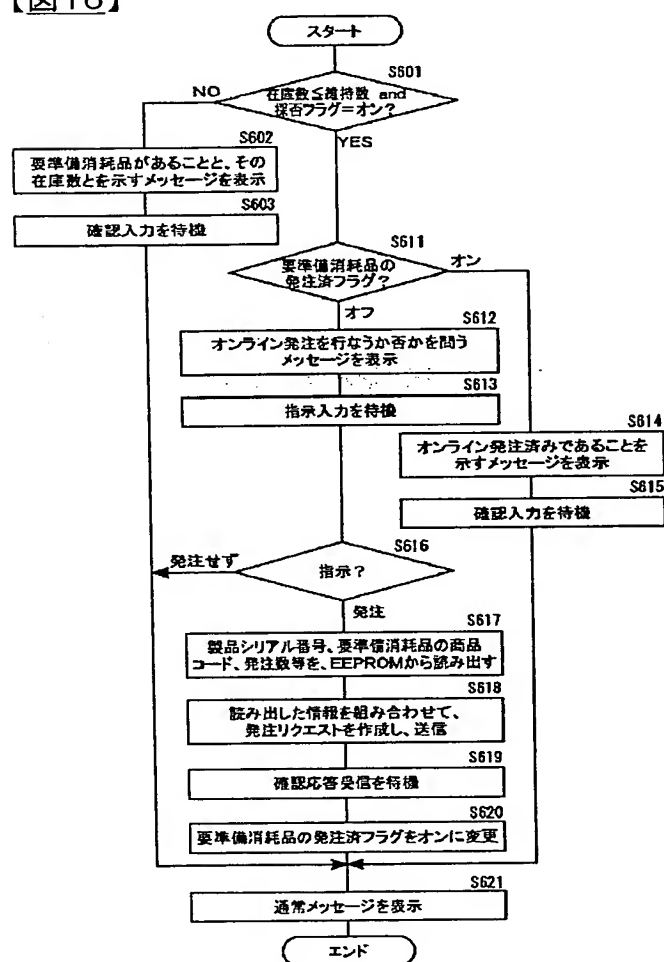 【図16】
スタート
S601
在庫数≦維持数 and
採否フラグ=オン?
NO
YES
S602
要準備消耗品があることと、その
在庫数とを示すメッセージを表示
S603
確認入力を待機
S611
要準備消耗品の
発注済フラグ?
オン
オフ
S612
オンライン発注を行なうか否かを問う
メッセージを表示
S613
指示入力を待機
S614
オンライン発注済みであることを
示すメッセージを表示
S615
確認入力を待機
S616
指示?
発注せず
発注
S617
製品シリアル番号、要準備消耗品の商品
コード、発注数等を、EEPROMから読み出す
S618
読み出した情報を組み合わせて、
発注リクエストを作成し、送信
S619
確認応答受信を待機
S620
要準備消耗品の発注済フラグをオンに変更
S621
通常メッセージを表示
エンド